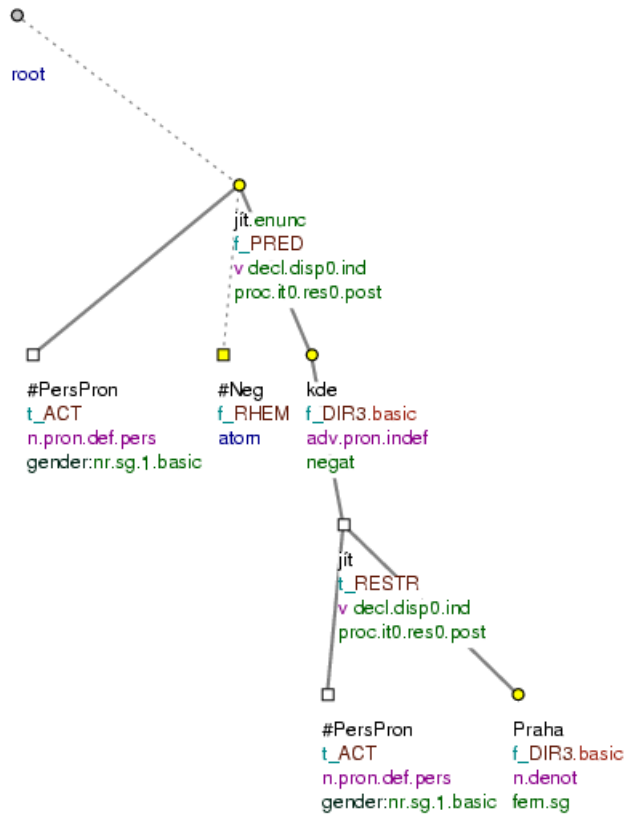 root
jít.enunc
f_PRED
v decl.disp0.ind
proc.it0.res0.post
#PersPron
t_ACT
n.pron.def.pers
gender:nr.sg.1.basic
#Neg
f_RHEM
atom
kde
f_DIR3.basic
adv.pron.indef
negat
jít
t_RESTR
v decl.disp0.ind
proc.it0.res0.post
#PersPron
t_ACT
n.pron.def.pers
gender:nr.sg.1.basic
Praha
f_DIR3.basic
n.denot
fem.sg